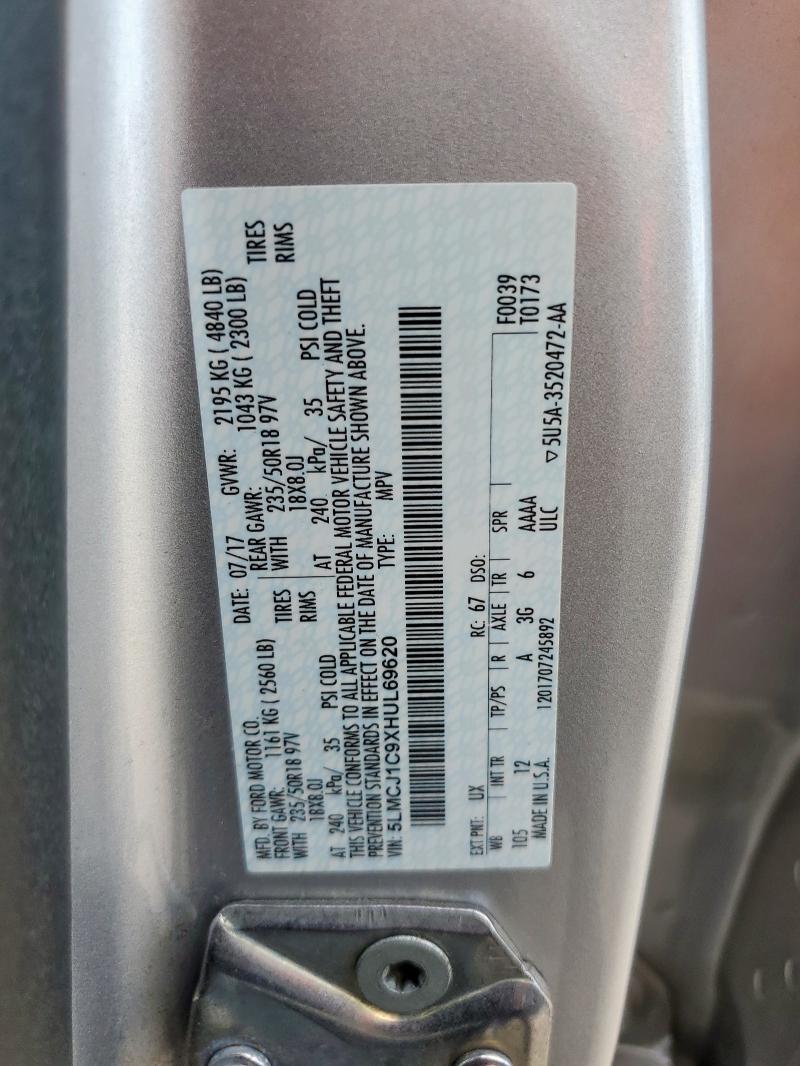 MFD. BY FORD MOTOR CO.
DATE: 07/17 GVWR: 2195 KG ( 4840 LB)
FRONT GAWR: 1161 KG ( 2560 LB) REAR GAWR: 1043 KG ( 2300 LB)
WITH 235/50R18 97V TIRES WITH 235/50R18 97V TIRES
18X8.0J RIMS 18X8.0J RIMS
AT 240 kPa/ 35 PSI COLD AT 240 kPa/ 35 PSI COLD
THIS VEHICLE CONFORMS TO ALL APPLICABLE FEDERAL MOTOR VEHICLE SAFETY AND THEFT
PREVENTION STANDARDS IN EFFECT ON THE DATE OF MANUFACTURE SHOWN ABOVE.
VIN: 5LMCJ1C9XHUL69620 TYPE: MPV
EXT PNT: UX RC: 67 DSO:
WB INT TR TP/PS R AXLE TR SPR F0039
105 12 A 3G 6 AAAA T0173
MADE IN U.S.A. 1201707245892 ULC
▽5U5A-3520472-AA